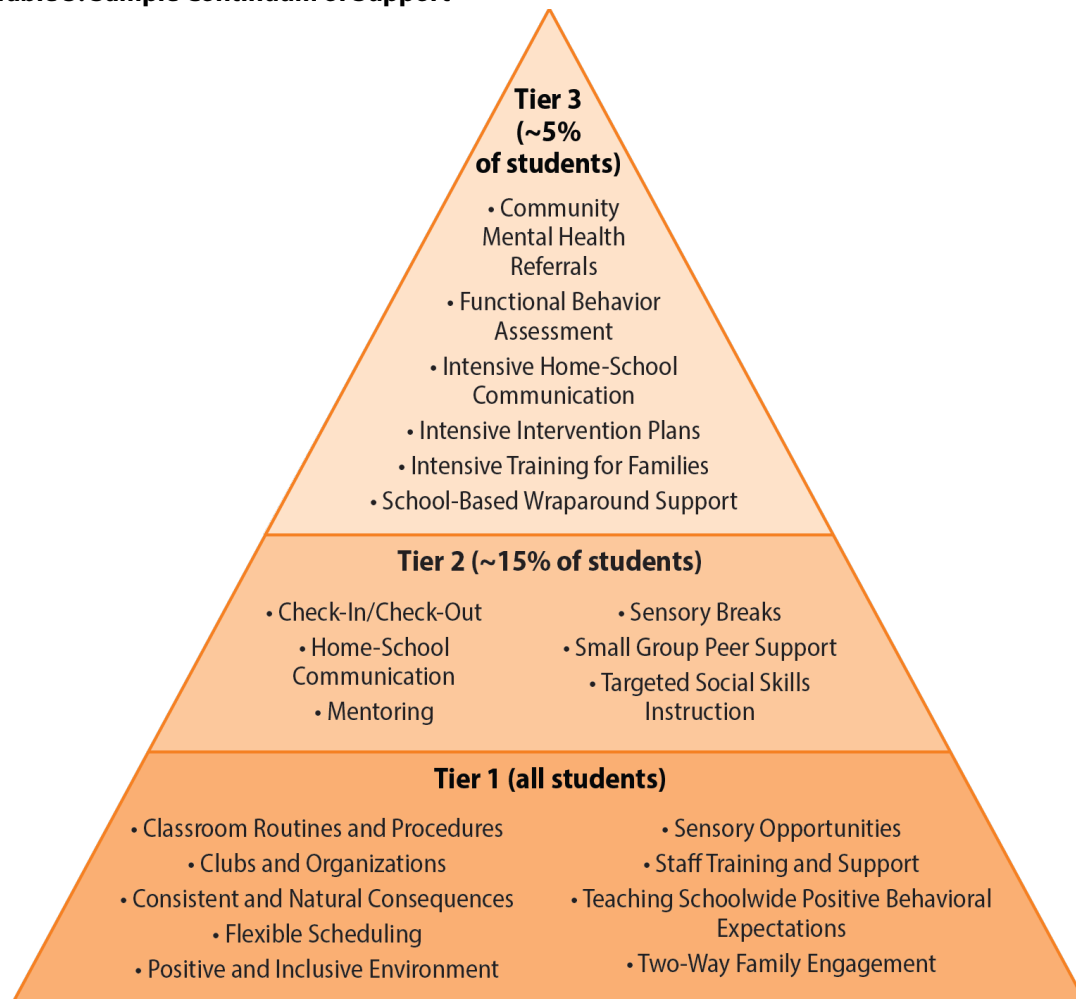 Sample Continuum of Support
Tier 3
(~5%
of students)
• Community
Mental Health
Referrals
• Functional Behavior
Assessment
• Intensive Home-School
Communication
• Intensive Intervention Plans
• Intensive Training for Families
• School-Based Wraparound Support
Tier 2 (~15% of students)
• Check-In/Check-Out
• Home-School
Communication
• Mentoring
• Sensory Breaks
• Small Group Peer Support
• Targeted Social Skills
Instruction
Tier 1 (all students)
• Classroom Routines and Procedures
• Clubs and Organizations
• Consistent and Natural Consequences
• Flexible Scheduling
• Positive and Inclusive Environment
• Sensory Opportunities
• Staff Training and Support
• Teaching Schoolwide Positive Behavioral
Expectations
• Two-Way Family Engagement